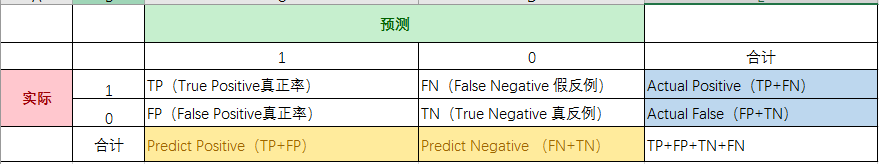 预测
1 0 合计
实际 1 TP（True Positive真正率） FN（False Negative 假反例） Actual Positive（TP+FN）
0 FP（False Positive真正率） TN（True Negative 真反例） Actual False（FP+TN）
合计 Predict Positive（TP+FP） Predict Negative （FN+TN） TP+FP+TN+FN